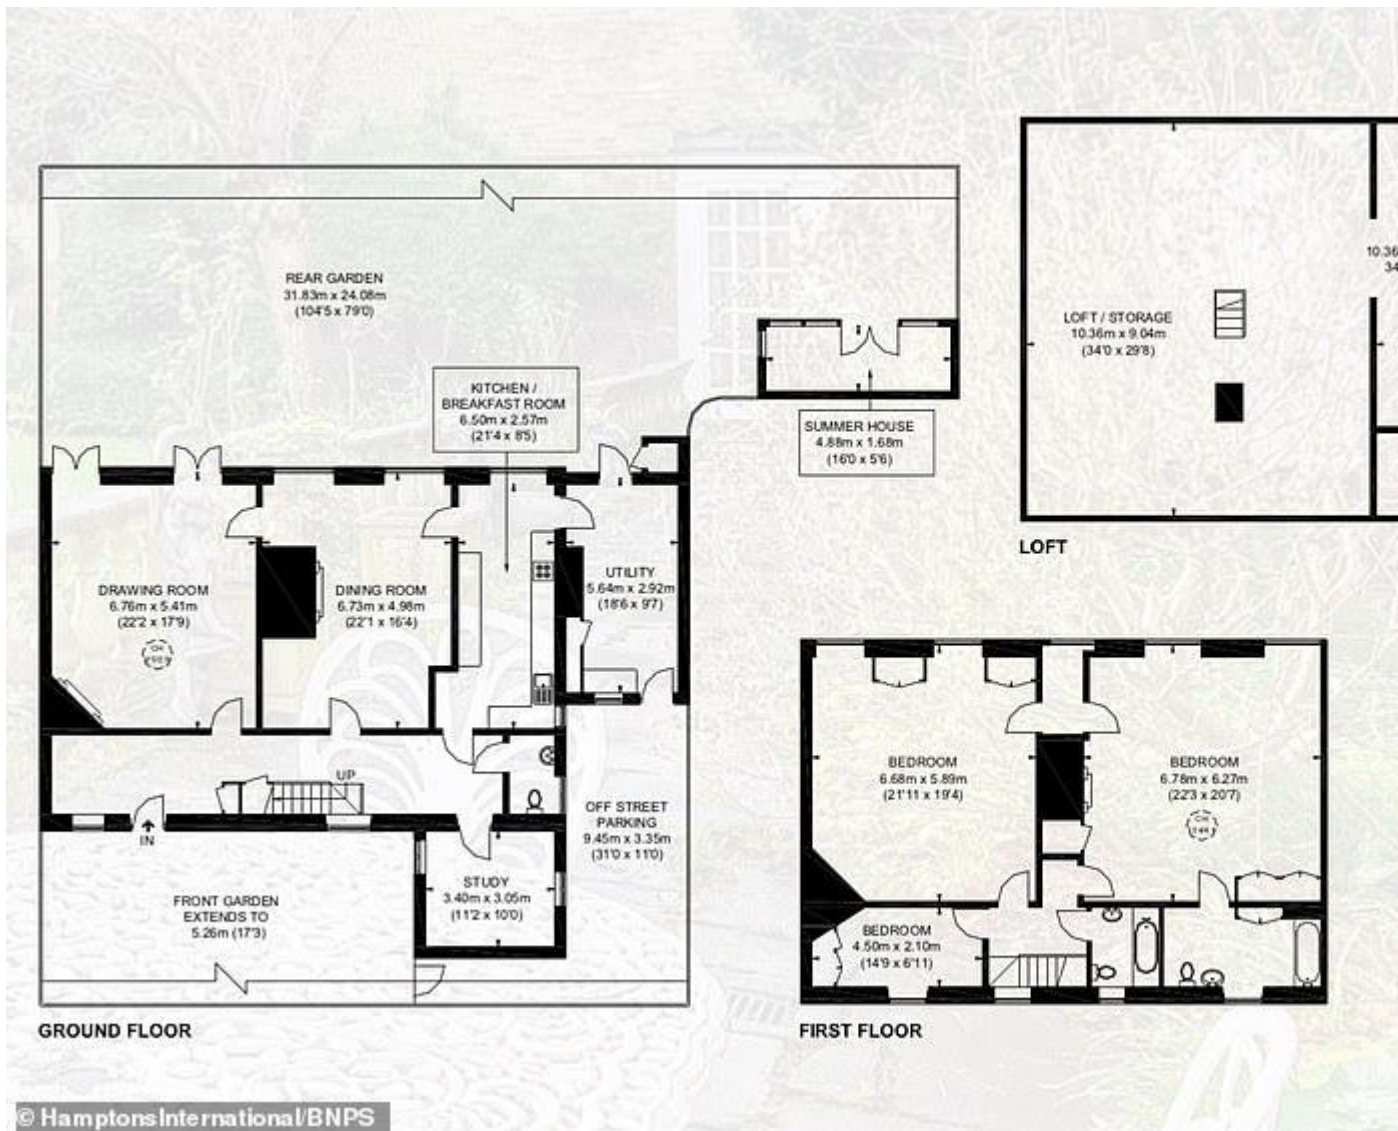 REAR GARDEN
31.83m x 24.08m
(104'5 x 79'0)
KITCHEN /
BREAKFAST ROOM
6.50m x 2.57m
(21'4 x 8'5)
SUMMER HOUSE
4.88m x 1.68m
(16'0 x 5'6)
LOFT / STORAGE
10.36m x 9.04m
(34'0 x 29'8)
10.36
34
LOFT
DRAWING ROOM
6.76m x 5.41m
(22'2 x 17'9)
CH
DINING ROOM
6.73m x 4.98m
(22'1 x 16'4)
UTILITY
5.64m x 2.92m
(18'6 x 9'7)
UP
IN
OFF STREET
PARKING
9.45m x 3.35m
(31'0 x 11'0)
STUDY
3.40m x 3.05m
(11'2 x 10'0)
FRONT GARDEN
EXTENDS TO
5.26m (17'3)
GROUND FLOOR
BEDROOM
6.68m x 5.89m
(21'11 x 19'4)
BEDROOM
6.78m x 6.27m
(22'3 x 20'7)
CH
BEDROOM
4.50m x 2.10m
(14'9 x 6'11)
FIRST FLOOR
© HamptonsInternational/BNPS